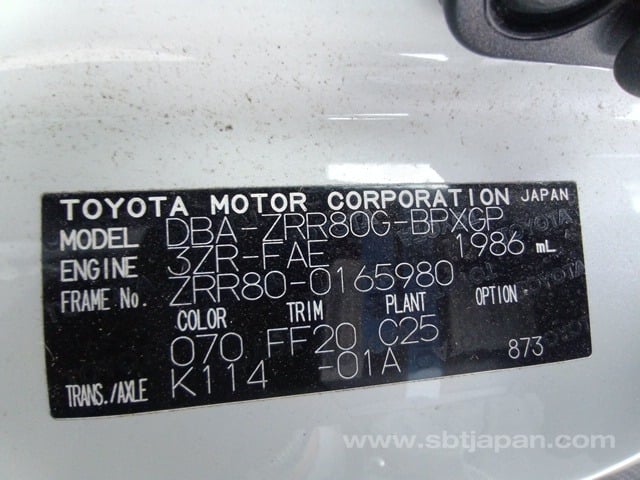 TOYOTA MOTOR CORPORATION JAPAN
MODEL DBA-ZRR80G-BPXGP
ENGINE 3ZR-FAE 1986 mL
FRAME No. ZRR80-0165980
COLOR TRIM PLANT OPTION
070 FF20 C25 873
TRANS./AXLE K114 -01A
www.sbtjapan.com